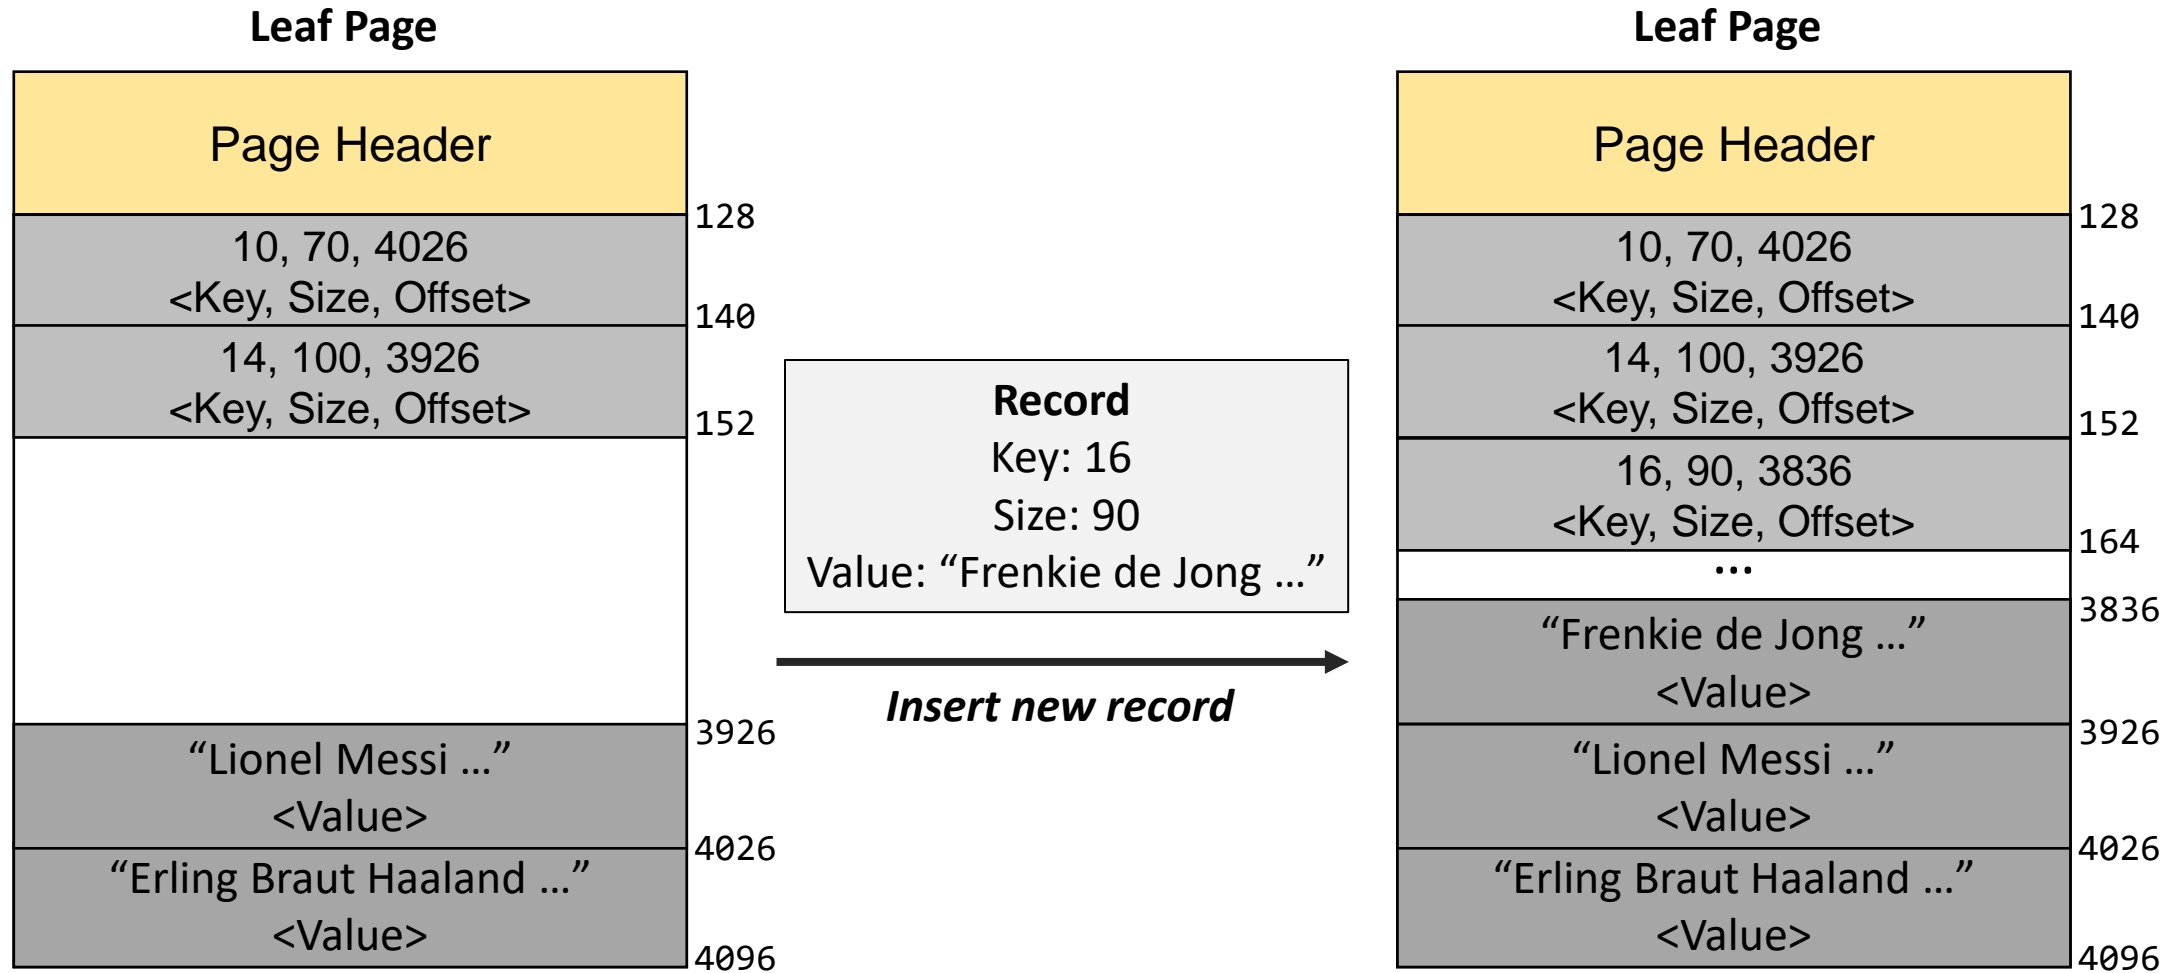 Leaf Page
Page Header
128
10, 70, 4026
<Key, Size, Offset>
140
14, 100, 3926
<Key, Size, Offset>
152
3926
“Lionel Messi …”
<Value>
4026
“Erling Braut Haaland …”
<Value>
4096
Record
Key: 16
Size: 90
Value: “Frenkie de Jong …”
Insert new record
Leaf Page
Page Header
128
10, 70, 4026
<Key, Size, Offset>
140
14, 100, 3926
<Key, Size, Offset>
152
16, 90, 3836
<Key, Size, Offset>
164
…
3836
“Frenkie de Jong …”
<Value>
3926
“Lionel Messi …”
<Value>
4026
“Erling Braut Haaland …”
<Value>
4096